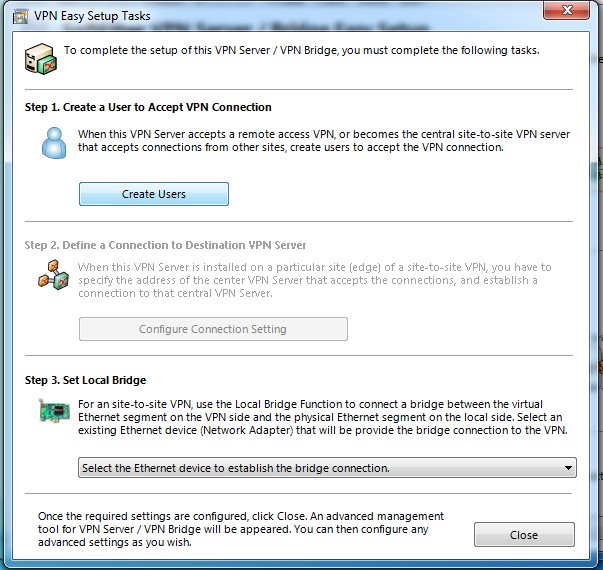 VPN Easy Setup Tasks
To complete the setup of this VPN Server / VPN Bridge, you must complete the following tasks.
Step 1. Create a User to Accept VPN Connection
When this VPN Server accepts a remote access VPN, or becomes the central site-to-site VPN server
that accepts connections from other sites, create users to accept the VPN connection.
Create Users
Step 2. Define a Connection to Destination VPN Server
When this VPN Server is installed on a particular site (edge) of a site-to-site VPN, you have to
specify the address of the center VPN Server that accepts the connections, and establish a
connection to that central VPN Server.
Configure Connection Setting
Step 3. Set Local Bridge
For an site-to-site VPN, use the Local Bridge Function to connect a bridge between the virtual
Ethernet segment on the VPN side and the physical Ethernet segment on the local side. Select an
existing Ethernet device (Network Adapter) that will be provide the bridge connection to the VPN.
Select the Ethernet device to establish the bridge connection.
Once the required settings are configured, click Close. An advanced management
tool for VPN Server / VPN Bridge will be appeared. You can then configure any
advanced settings as you wish.
Close